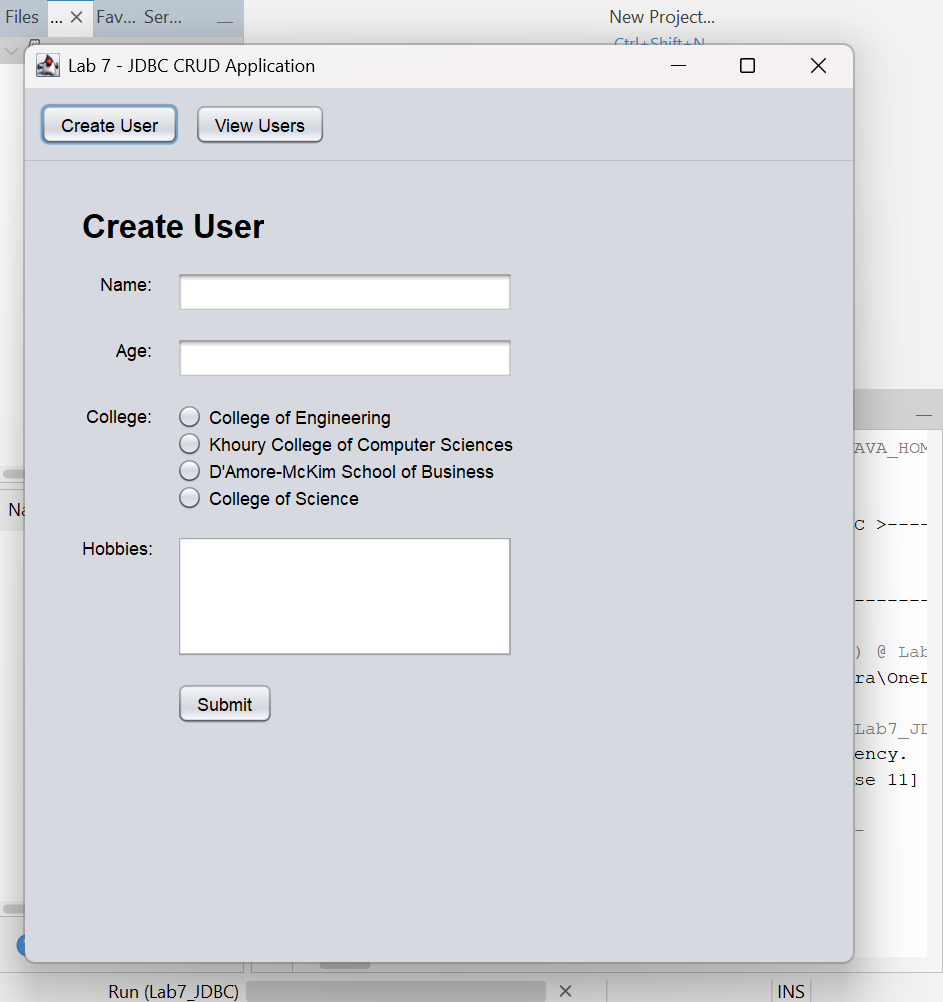 Files ... Fav... Ser...
New Project...
Ctrl+Shift+N
Lab 7 - JDBC CRUD Application
Create User View Users
Create User
Name:
Age:
College:
College of Engineering
Khoury College of Computer Sciences
D'Amore-McKim School of Business
College of Science
Hobbies:
Submit
AVA_HOM
Na
C >----
--------
) @ Lab
ra\OneD
Lab7_JD
ency.
se 11]
Run (Lab7_JDBC)
INS